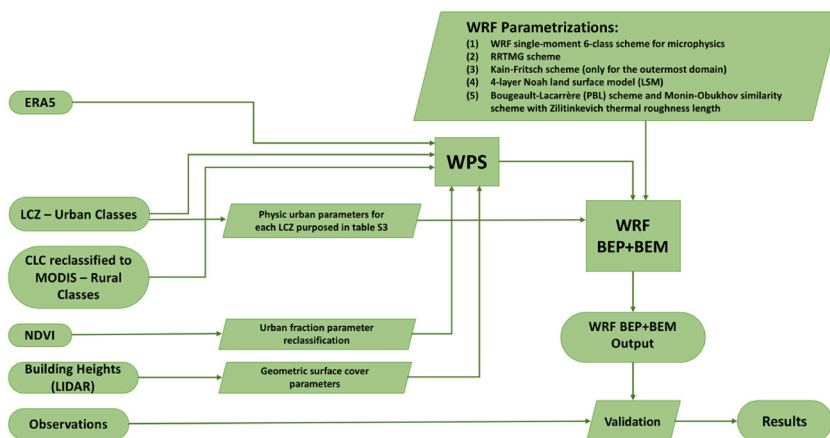 WRF Parametrizations:
(1) WRF single-moment 6-class scheme for microphysics
(2) RRTMG scheme
(3) Kain-Fritsch scheme (only for the outermost domain)
(4) 4-layer Noah land surface model (LSM)
(5) Bougeault-Lacarrère (PBL) scheme and Monin-Obukhov similarity
scheme with Zilitinkevich thermal roughness length
ERA5
WPS
LCZ – Urban Classes
Physic urban parameters for
each LCZ purposed in table S3
WRF
BEP+BEM
CLC reclassified to
MODIS – Rural
Classes
NDVI
Urban fraction parameter
reclassification
WRF BEP+BEM
Output
Building Heights
(LIDAR)
Geometric surface cover
parameters
Observations
Validation
Results